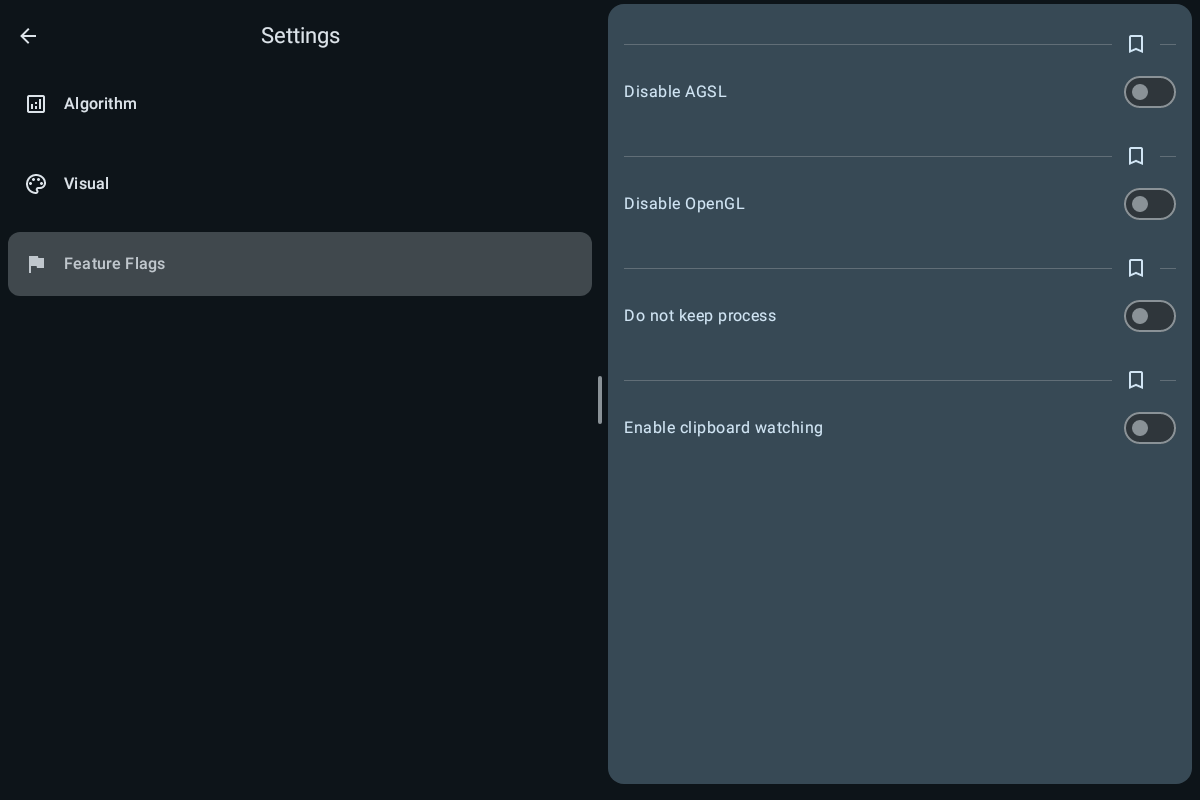 Settings
Algorithm
Visual
Feature Flags
Disable AGSL
Disable OpenGL
Do not keep process
Enable clipboard watching